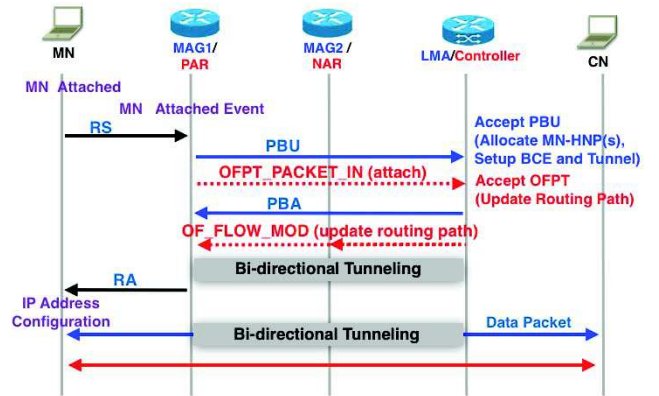 MN
MAG1/
PAR
MAG2 /
NAR
LMA/Controller
CN
MN Attached
MN Attached Event
RS
PBU
Accept PBU
(Allocate MN-HNP(s),
Setup BCE and Tunnel)
OFPT_PACKET_IN (attach)
Accept OFPT
(Update Routing Path)
PBA
OF_FLOW_MOD (update routing path)
Bi-directional Tunneling
RA
IP Address
Configuration
Bi-directional Tunneling
Data Packet